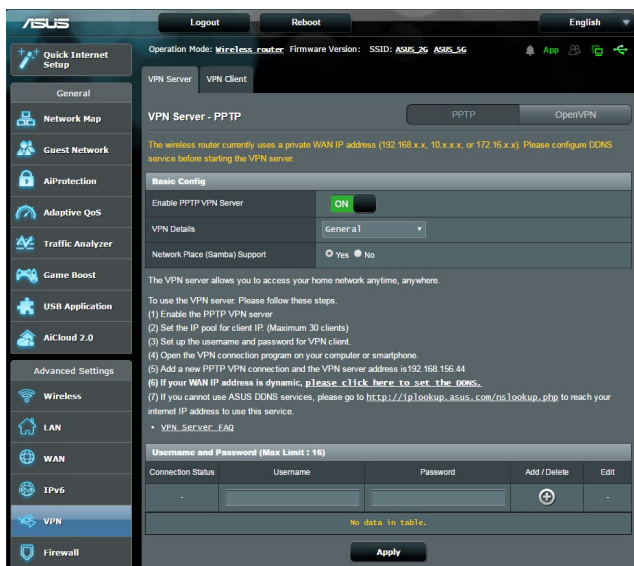 ASUS
Logout
Reboot
English
Quick Internet Setup
Operation Mode: Wireless router Firmware Version: SSID: ASUS_2G ASUS_5G
App
VPN Server
VPN Client
General
Network Map
Guest Network
AiProtection
Adaptive QoS
Traffic Analyzer
Game Boost
USB Application
AiCloud 2.0
Advanced Settings
Wireless
LAN
WAN
IPv6
VPN
Firewall
VPN Server - PPTP
PPTP
OpenVPN
The wireless router currently uses a private WAN IP address (192.168.x.x, 10.x.x.x, or 172.16.x.x). Please configure DDNS
service before starting the VPN server.
Basic Config
Enable PPTP VPN Server
ON
VPN Details
General
Network Place (Samba) Support
Yes No
The VPN server allows you to access your home network anytime, anywhere.
To use the VPN server. Please follow these steps.
(1) Enable the PPTP VPN server
(2) Set the IP pool for client IP. (Maximum 30 clients)
(3) Set up the username and password for VPN client.
(4) Open the VPN connection program on your computer or smartphone.
(5) Add a new PPTP VPN connection and the VPN server address is192.168.156.44
(6) If your WAN IP address is dynamic, please click here to set the DDNS.
(7) If you cannot use ASUS DDNS services, please go to http://iplookup.asus.com/nslookup.php to reach your
internet IP address to use this service.
• VPN Server FAQ
Username and Password (Max Limit : 16)
Connection Status
Username
Password
Add / Delete
Edit
-
-
No data in table.
Apply